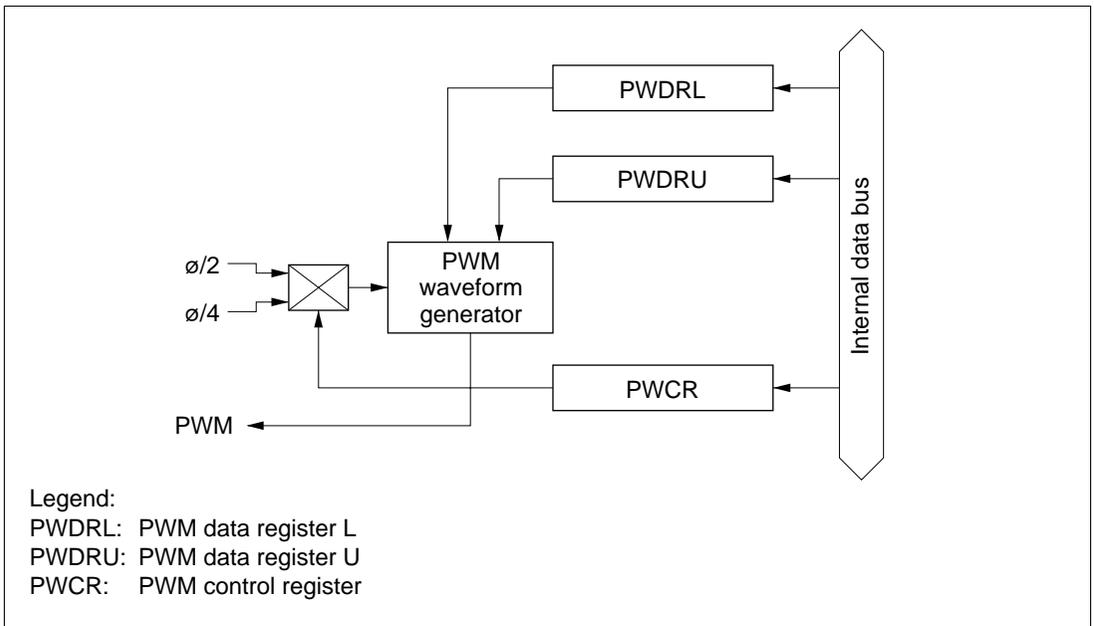 PWDRL
PWDRU
Internal data bus
ø/2
ø/4
PWM
waveform
generator
PWCR
PWM
Legend:
PWDRL: PWM data register L
PWDRU: PWM data register U
PWCR: PWM control register